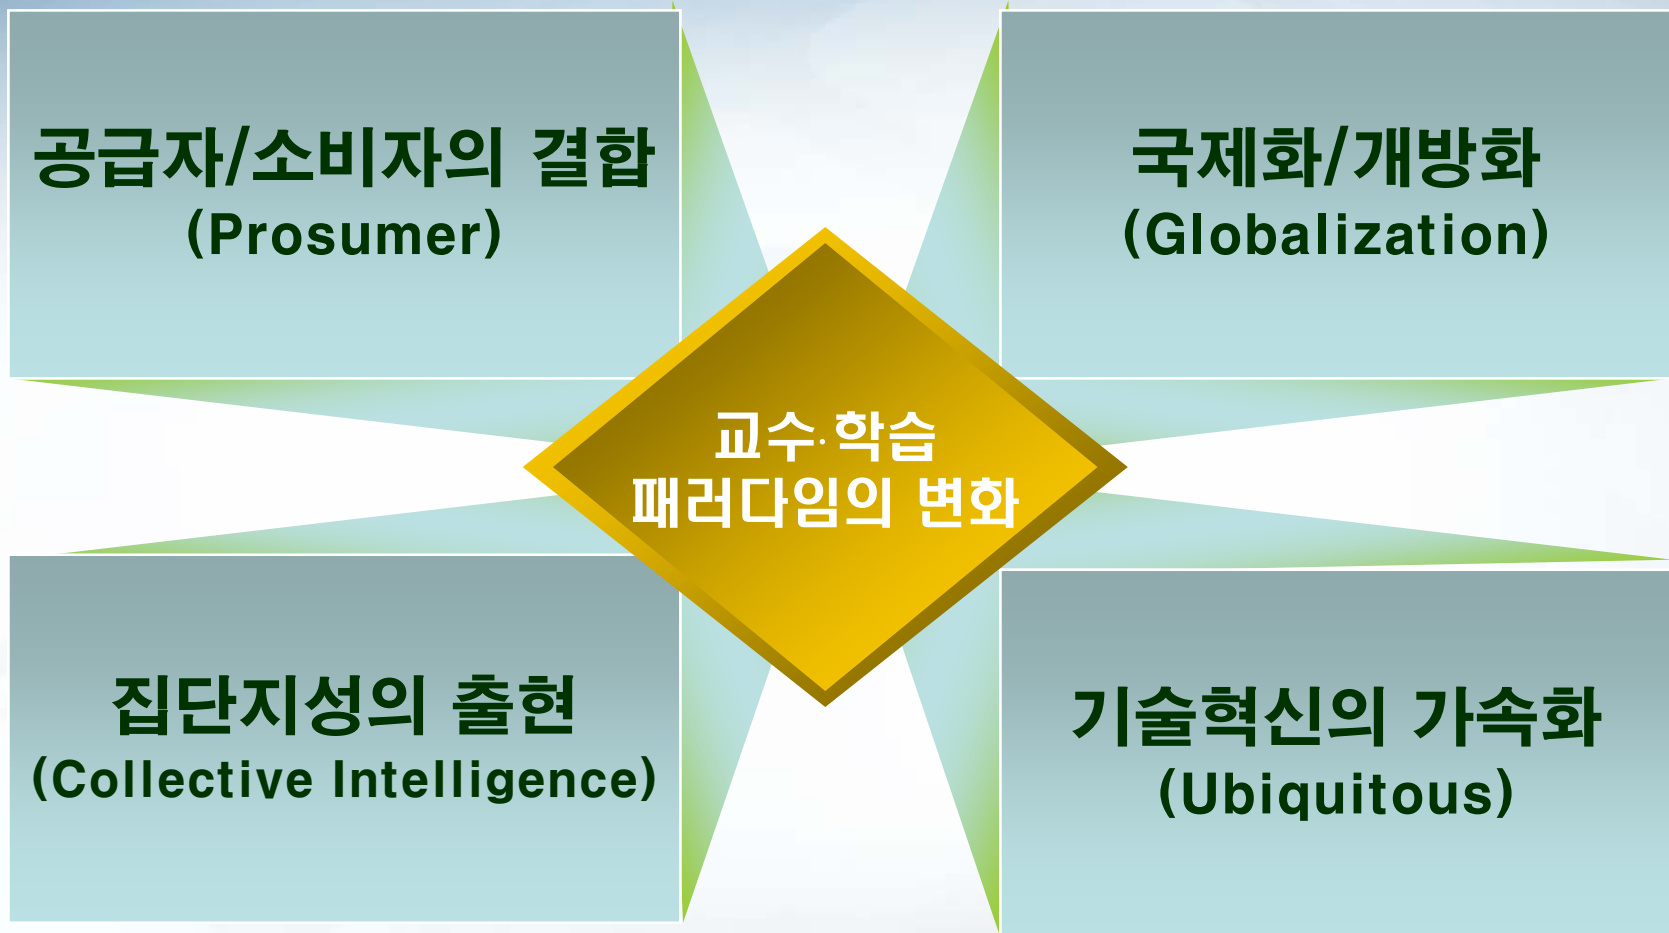 공급자/소비자의 결합
(Prosumer)
국제화/개방화
(Globalization)
교수·학습
패러다임의 변화
집단지성의 출현
(Collective Intelligence)
기술혁신의 가속화
(Ubiquitous)